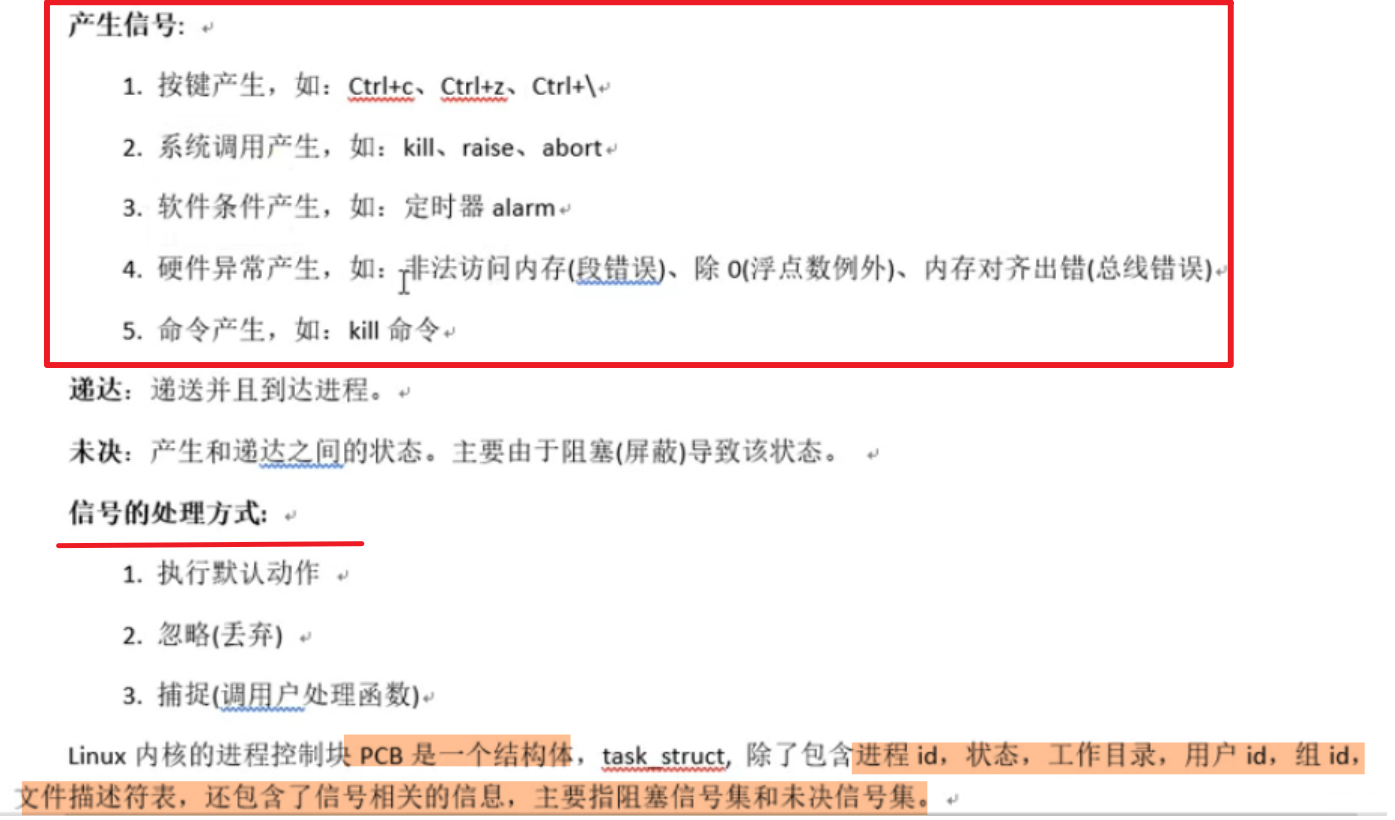 产生信号:
1. 按键产生，如：Ctrl+c、Ctrl+z、Ctrl+\
2. 系统调用产生，如：kill、raise、abort
3. 软件条件产生，如：定时器 alarm
4. 硬件异常产生，如：非法访问内存(段错误)、除 0(浮点数例外)、内存对齐出错(总线错误)
5. 命令产生，如：kill 命令
递达：递送并且到达进程。
未决：产生和递达之间的状态。主要由于阻塞(屏蔽)导致该状态。
信号的处理方式:
1. 执行默认动作
2. 忽略(丢弃)
3. 捕捉(调用户处理函数)
Linux 内核的进程控制块 PCB 是一个结构体，task_struct, 除了包含进程 id，状态，工作目录，用户 id，组 id，
文件描述符表，还包含了信号相关的信息，主要指阻塞信号集和未决信号集。